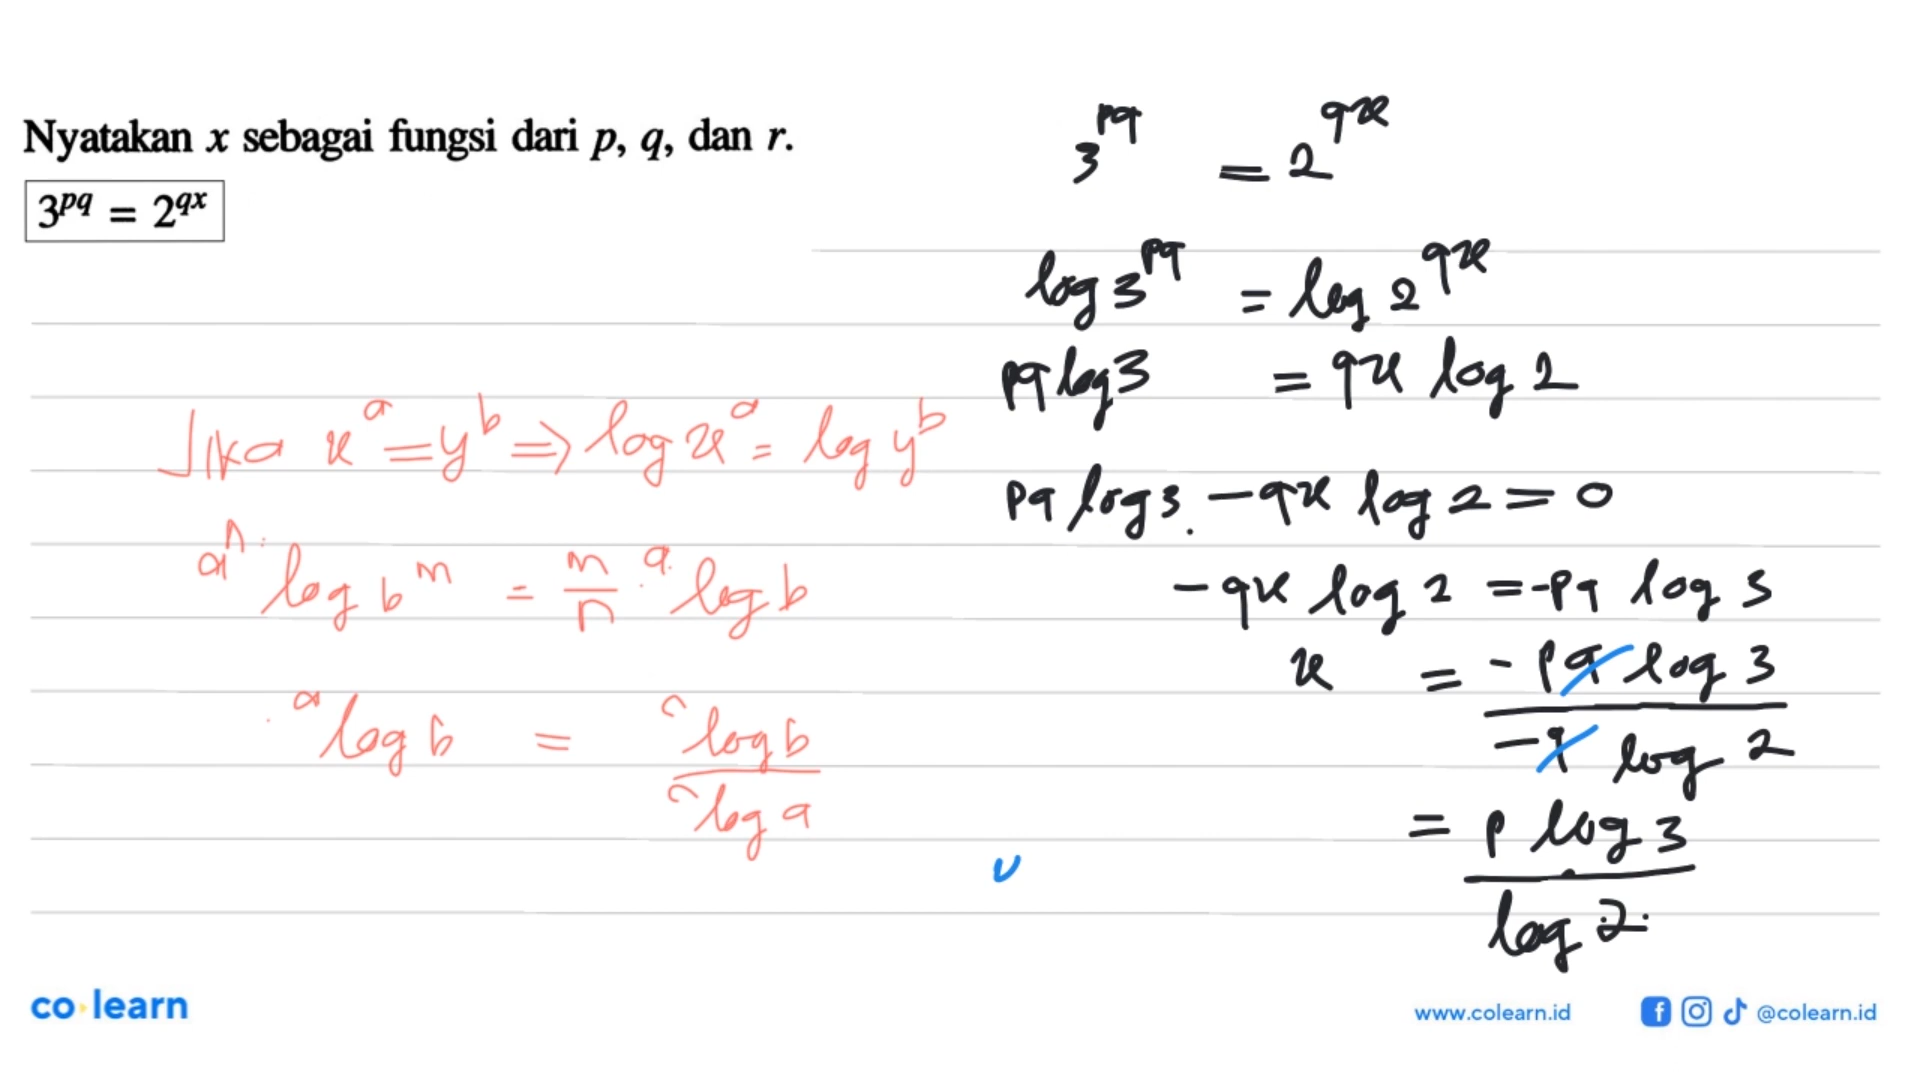 Nyatakan x sebagai fungsi dari p, q, dan r.
3^pq = 2^qx
Jika x^a = y^b ⇒ log x^a = log y^b
a^n log b^m = m/n · ^a log b
^a log b = ^c log b / ^c log a
3^pq = 2^qx
log 3^pq = log 2^qx
pq log 3 = qx log 2
pq log 3 - qx log 2 = 0
- qx log 2 = -pq log 3
x = - pq log 3 / - q log 2
= p log 3 / log 2
co learn
www.colearn.id
@colearn.id